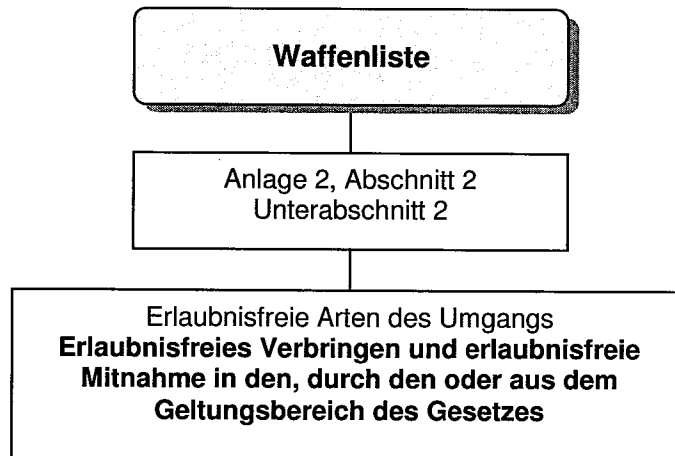 Waffenliste
Anlage 2, Abschnitt 2
Unterabschnitt 2
Erlaubnisfreie Arten des Umgangs
Erlaubnisfreies Verbringen und erlaubnisfreie
Mitnahme in den, durch den oder aus dem
Geltungsbereich des Gesetzes